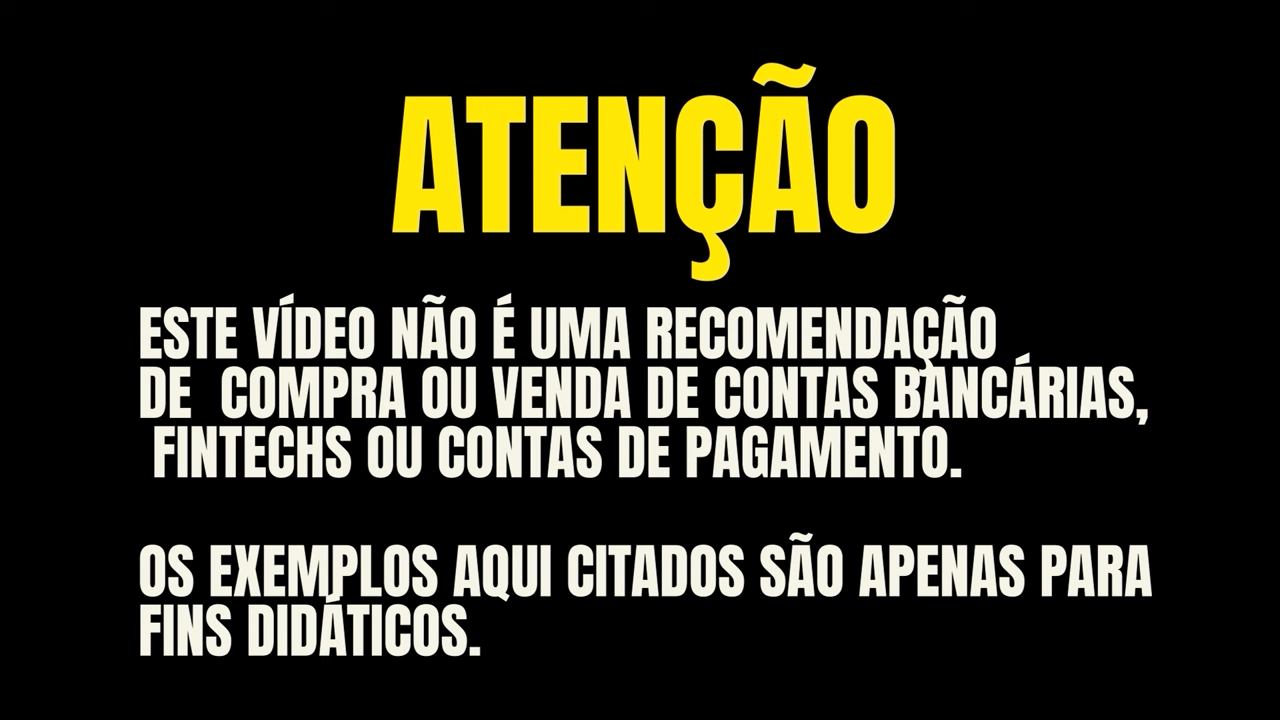 ATENÇÃO
ESTE VÍDEO NÃO É UMA RECOMENDAÇÃO
DE COMPRA OU VENDA DE CONTAS BANCÁRIAS,
FINTECHS OU CONTAS DE PAGAMENTO.
OS EXEMPLOS AQUI CITADOS SÃO APENAS PARA
FINS DIDÁTICOS.